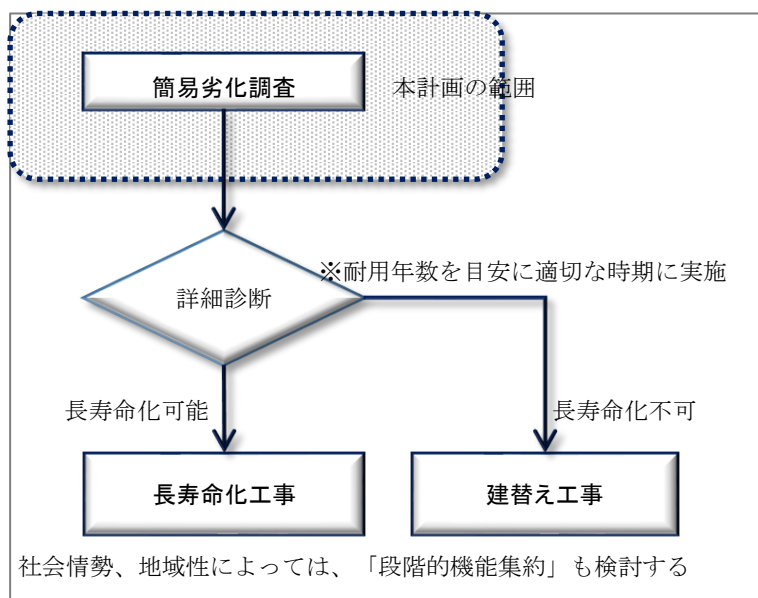 簡易劣化調査
本計画の範囲
※耐用年数を目安に適切な時期に実施
詳細診断
長寿命化可能
長寿命化不可
長寿命化工事
建替え工事
社会情勢、地域性によっては、「段階的機能集約」も検討する